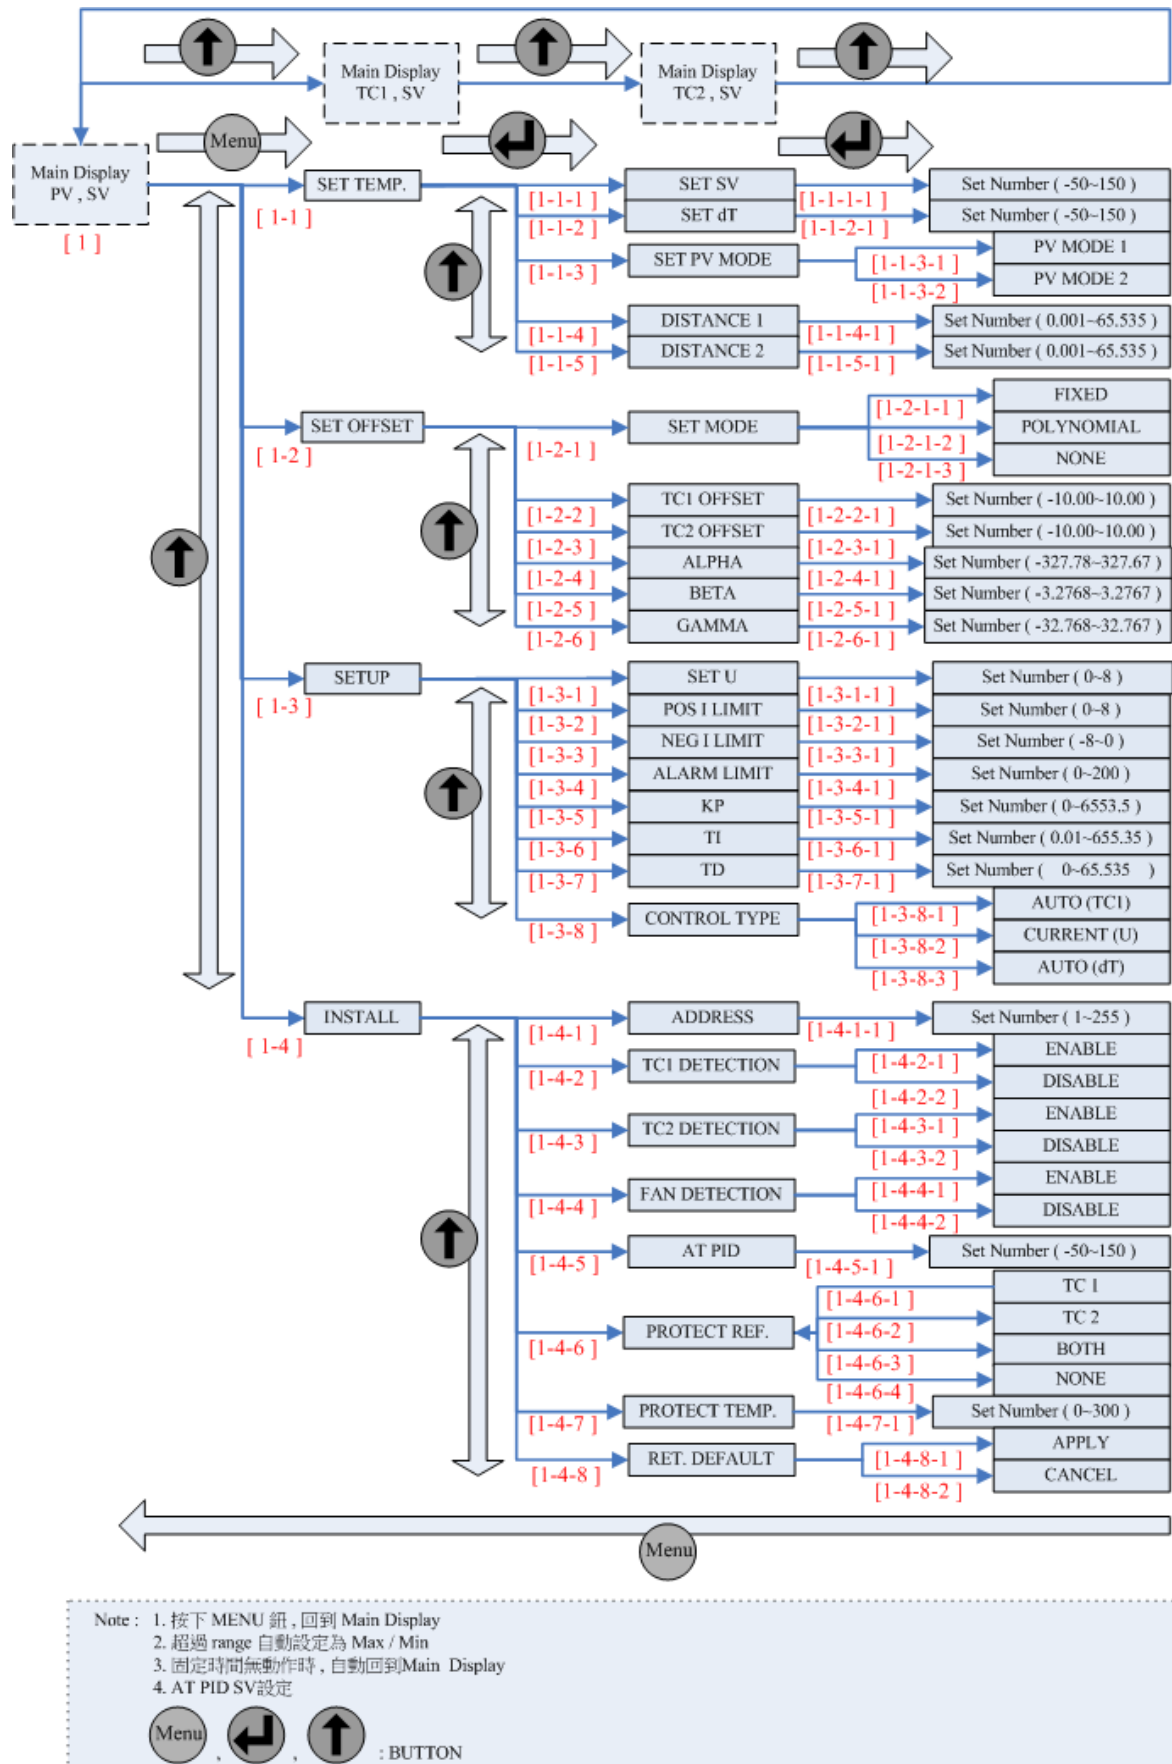 Main Display
TC1 , SV
Main Display
TC2 , SV
Menu
Main Display
PV , SV
[ 1 ]
SET TEMP.
[ 1-1 ]
[1-1-1 ]
SET SV
[1-1-1-1 ]
Set Number ( -50~150 )
[1-1-2 ]
SET dT
[1-1-2-1 ]
Set Number ( -50~150 )
[1-1-3 ]
SET PV MODE
[1-1-3-1 ]
PV MODE 1
[1-1-3-2 ]
PV MODE 2
[1-1-4 ]
DISTANCE 1
[1-1-4-1 ]
Set Number ( 0.001~65.535 )
[1-1-5 ]
DISTANCE 2
[1-1-5-1 ]
Set Number ( 0.001~65.535 )
SET OFFSET
[ 1-2 ]
[1-2-1 ]
SET MODE
[1-2-1-1 ]
FIXED
[1-2-1-2 ]
POLYNOMIAL
[1-2-1-3 ]
NONE
[1-2-2 ]
TC1 OFFSET
[1-2-2-1 ]
Set Number ( -10.00~10.00 )
[1-2-3 ]
TC2 OFFSET
[1-2-3-1 ]
Set Number ( -10.00~10.00 )
[1-2-4 ]
ALPHA
[1-2-4-1 ]
Set Number ( -327.78~327.67 )
[1-2-5 ]
BETA
[1-2-5-1 ]
Set Number ( -3.2768~3.2767 )
[1-2-6 ]
GAMMA
[1-2-6-1 ]
Set Number ( -32.768~32.767 )
SETUP
[ 1-3 ]
[1-3-1 ]
SET U
[1-3-1-1 ]
Set Number ( 0~8 )
[1-3-2 ]
POS I LIMIT
[1-3-2-1 ]
Set Number ( 0~8 )
[1-3-3 ]
NEG I LIMIT
[1-3-3-1 ]
Set Number ( -8~0 )
[1-3-4 ]
ALARM LIMIT
[1-3-4-1 ]
Set Number ( 0~200 )
[1-3-5 ]
KP
[1-3-5-1 ]
Set Number ( 0~6553.5 )
[1-3-6 ]
TI
[1-3-6-1 ]
Set Number ( 0.01~655.35 )
[1-3-7 ]
TD
[1-3-7-1 ]
Set Number ( 0~65.535 )
[1-3-8 ]
CONTROL TYPE
[1-3-8-1 ]
AUTO (TC1)
[1-3-8-2 ]
CURRENT (U)
[1-3-8-3 ]
AUTO (dT)
INSTALL
[ 1-4 ]
[1-4-1 ]
ADDRESS
[1-4-1-1 ]
Set Number ( 1~255 )
[1-4-2 ]
TC1 DETECTION
[1-4-2-1 ]
ENABLE
[1-4-2-2 ]
DISABLE
[1-4-3 ]
TC2 DETECTION
[1-4-3-1 ]
ENABLE
[1-4-3-2 ]
DISABLE
[1-4-4 ]
FAN DETECTION
[1-4-4-1 ]
ENABLE
[1-4-4-2 ]
DISABLE
[1-4-5 ]
AT PID
[1-4-5-1 ]
Set Number ( -50~150 )
[1-4-6 ]
PROTECT REF.
[1-4-6-1 ]
TC 1
[1-4-6-2 ]
TC 2
[1-4-6-3 ]
BOTH
[1-4-6-4 ]
NONE
[1-4-7 ]
PROTECT TEMP.
[1-4-7-1 ]
Set Number ( 0~300 )
[1-4-8 ]
RET. DEFAULT
[1-4-8-1 ]
APPLY
[1-4-8-2 ]
CANCEL
Menu
Note : 1. 按下 MENU 鈕 , 回到 Main Display
2. 超過 range 自動設定為 Max / Min
3. 固定時間無動作時 , 自動回到Main Display
4. AT PID SV設定
Menu , , : BUTTON